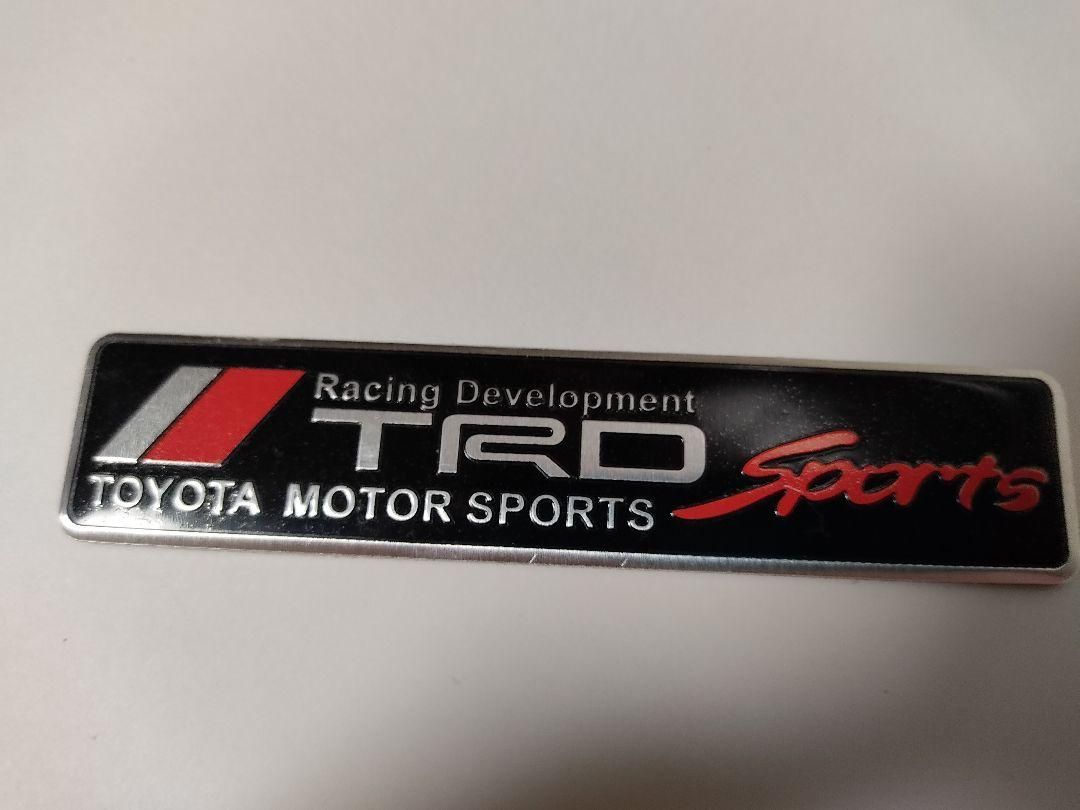 Racing Development
TRD Sports
TOYOTA MOTOR SPORTS